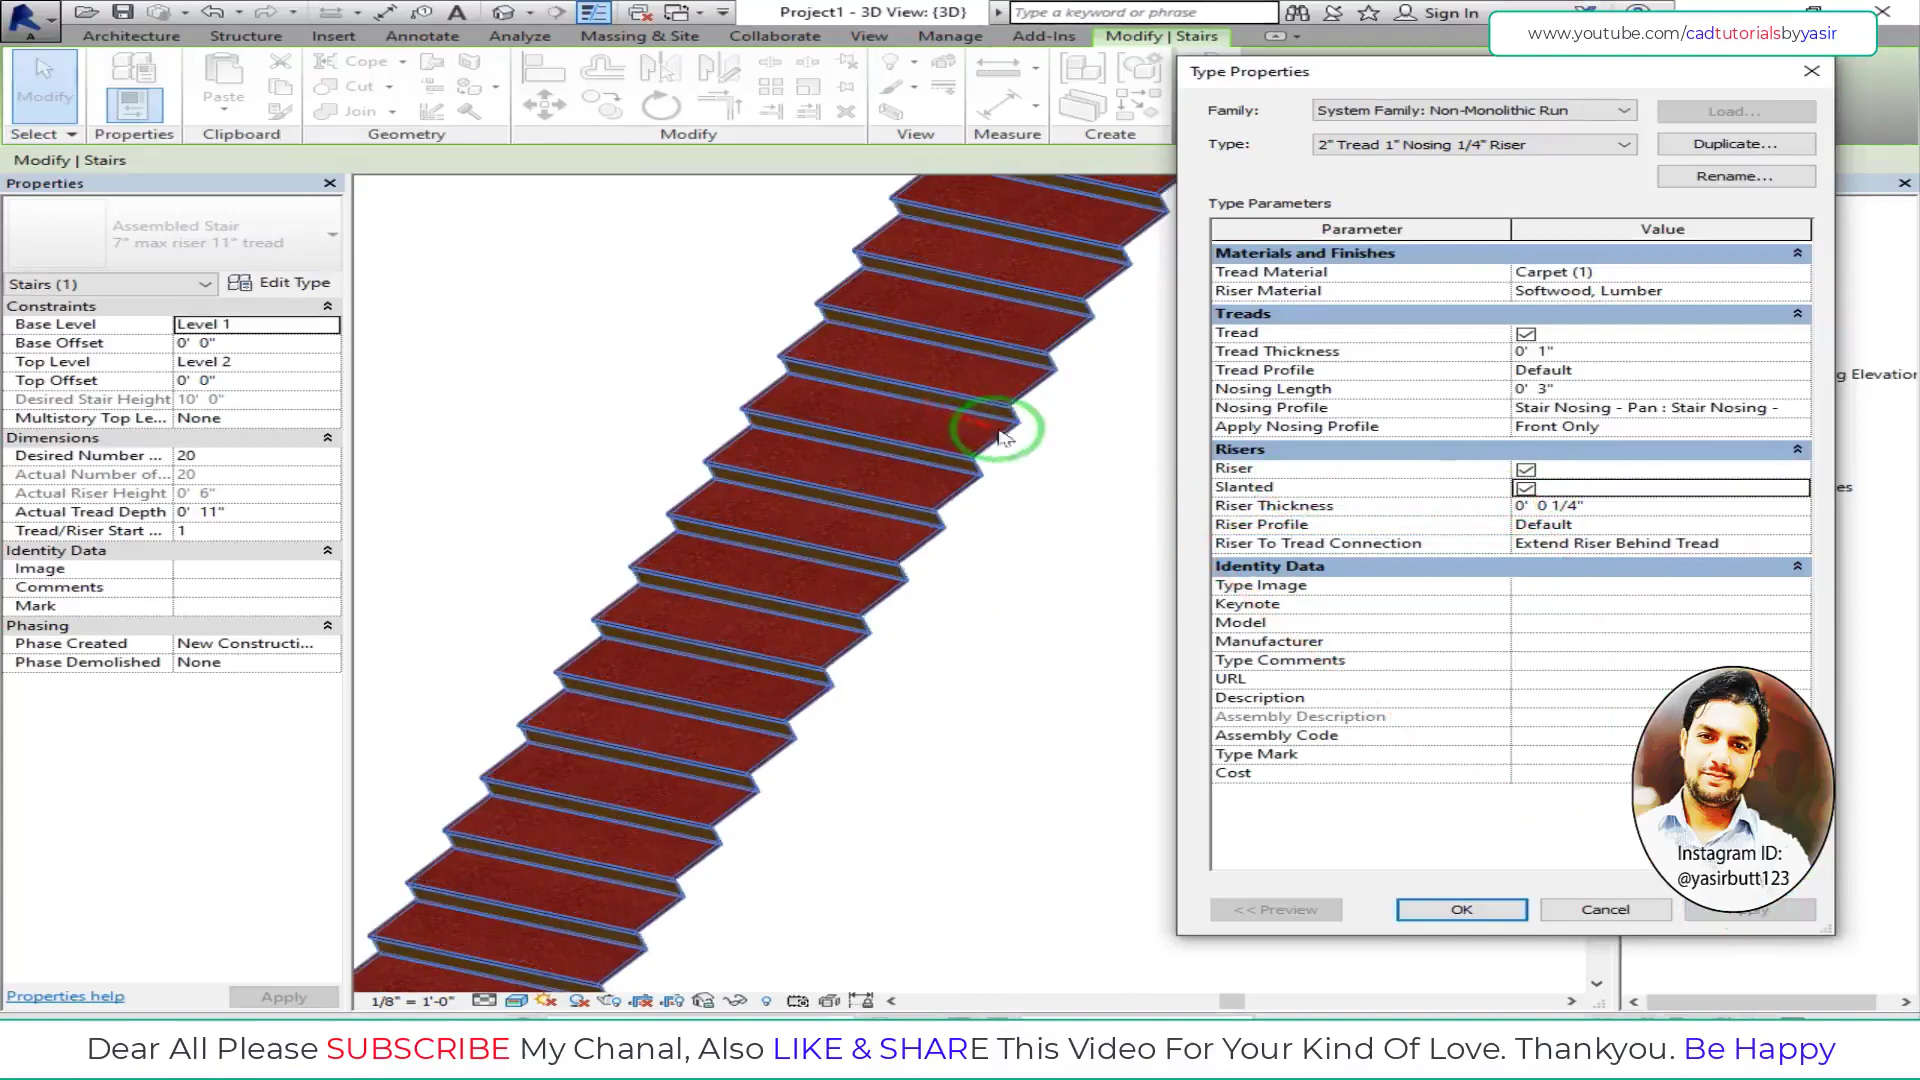 Project1 - 3D View: {3D}
Type a keyword or phrase
Sign In
www.youtube.com/cadtutorialsbyyasir
Architecture Structure Insert Annotate Analyze Massing & Site Collaborate View Manage Add-Ins Modify | Stairs
Modify
Paste
Cope
Cut
Join
Select Properties Clipboard Geometry Modify View Measure Create
Modify | Stairs
Properties
Assembled Stair
7" max riser 11" tread
Stairs (1)
Edit Type
Constraints
Base Level Level 1
Base Offset 0' 0"
Top Level Level 2
Top Offset 0' 0"
Desired Stair Height 10' 0"
Multistory Top Le... None
Dimensions
Desired Number ... 20
Actual Number of... 20
Actual Riser Height 0' 6"
Actual Tread Depth 0' 11"
Tread/Riser Start ... 1
Identity Data
Image
Comments
Mark
Phasing
Phase Created New Constructi...
Phase Demolished None
Properties help
Apply
1/8" = 1'-0"
Type Properties
Family: System Family: Non-Monolithic Run Load...
Type: 2" Tread 1" Nosing 1/4" Riser Duplicate...
Rename...
Type Parameters
Parameter Value
Materials and Finishes
Tread Material Carpet (1)
Riser Material Softwood, Lumber
Treads
Tread
Tread Thickness 0' 1"
Tread Profile Default
Nosing Length 0' 3"
Nosing Profile Stair Nosing - Pan : Stair Nosing -
Apply Nosing Profile Front Only
Risers
Riser
Slanted
Riser Thickness 0' 0 1/4"
Riser Profile Default
Riser To Tread Connection Extend Riser Behind Tread
Identity Data
Type Image
Keynote
Model
Manufacturer
Type Comments
URL
Description
Assembly Description
Assembly Code
Type Mark
Cost
<< Preview OK Cancel
g Elevation
es
Instagram ID:
@yasirbutt123
Dear All Please SUBSCRIBE My Chanal, Also LIKE & SHARE This Video For Your Kind Of Love. Thankyou. Be Happy